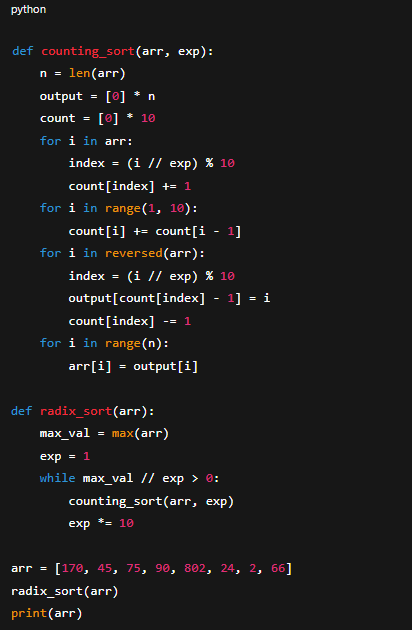 python
def counting_sort(arr, exp):
    n = len(arr)
    output = [0] * n
    count = [0] * 10
    for i in arr:
        index = (i // exp) % 10
        count[index] += 1
    for i in range(1, 10):
        count[i] += count[i - 1]
    for i in reversed(arr):
        index = (i // exp) % 10
        output[count[index] - 1] = i
        count[index] -= 1
    for i in range(n):
        arr[i] = output[i]

def radix_sort(arr):
    max_val = max(arr)
    exp = 1
    while max_val // exp > 0:
        counting_sort(arr, exp)
        exp *= 10

arr = [170, 45, 75, 90, 802, 24, 2, 66]
radix_sort(arr)
print(arr)